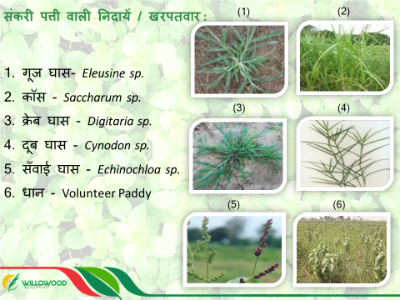 संकरी पत्ती वाली निदायें / खरपतवार :
1. गूज घास- Eleusine sp.
2. कॉस - Saccharum sp.
3. क्रेब घास - Digitaria sp.
4. दूब घास - Cynodon sp.
5. सँवाई घास - Echinochloa sp.
6. धान - Volunteer Paddy
(1)
(2)
(3)
(4)
(5)
(6)
WILLOWOOD